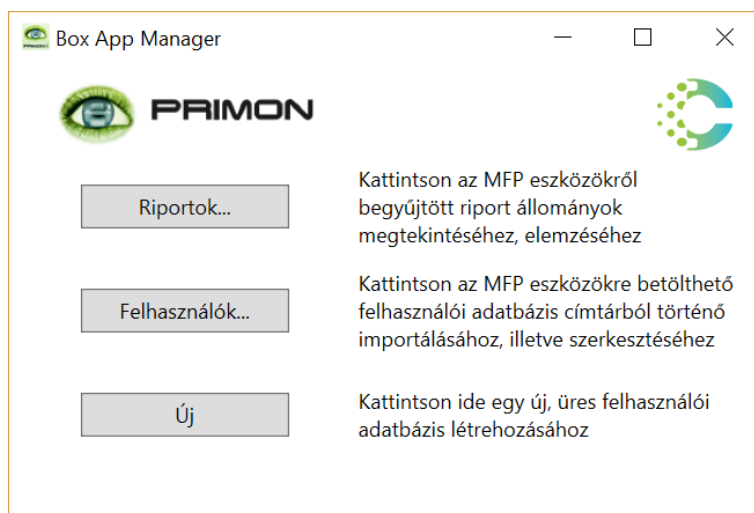 Box App Manager
PRIMON
Riportok...
Kattintson az MFP eszközökről
begyűjtött riport állományok
megtekintéséhez, elemzéséhez
Felhasználók...
Kattintson az MFP eszközökre betölthető
felhasználói adatbázis címtárból történő
importálásához, illetve szerkesztéséhez
Új
Kattintson ide egy új, üres felhasználói
adatbázis létrehozásához